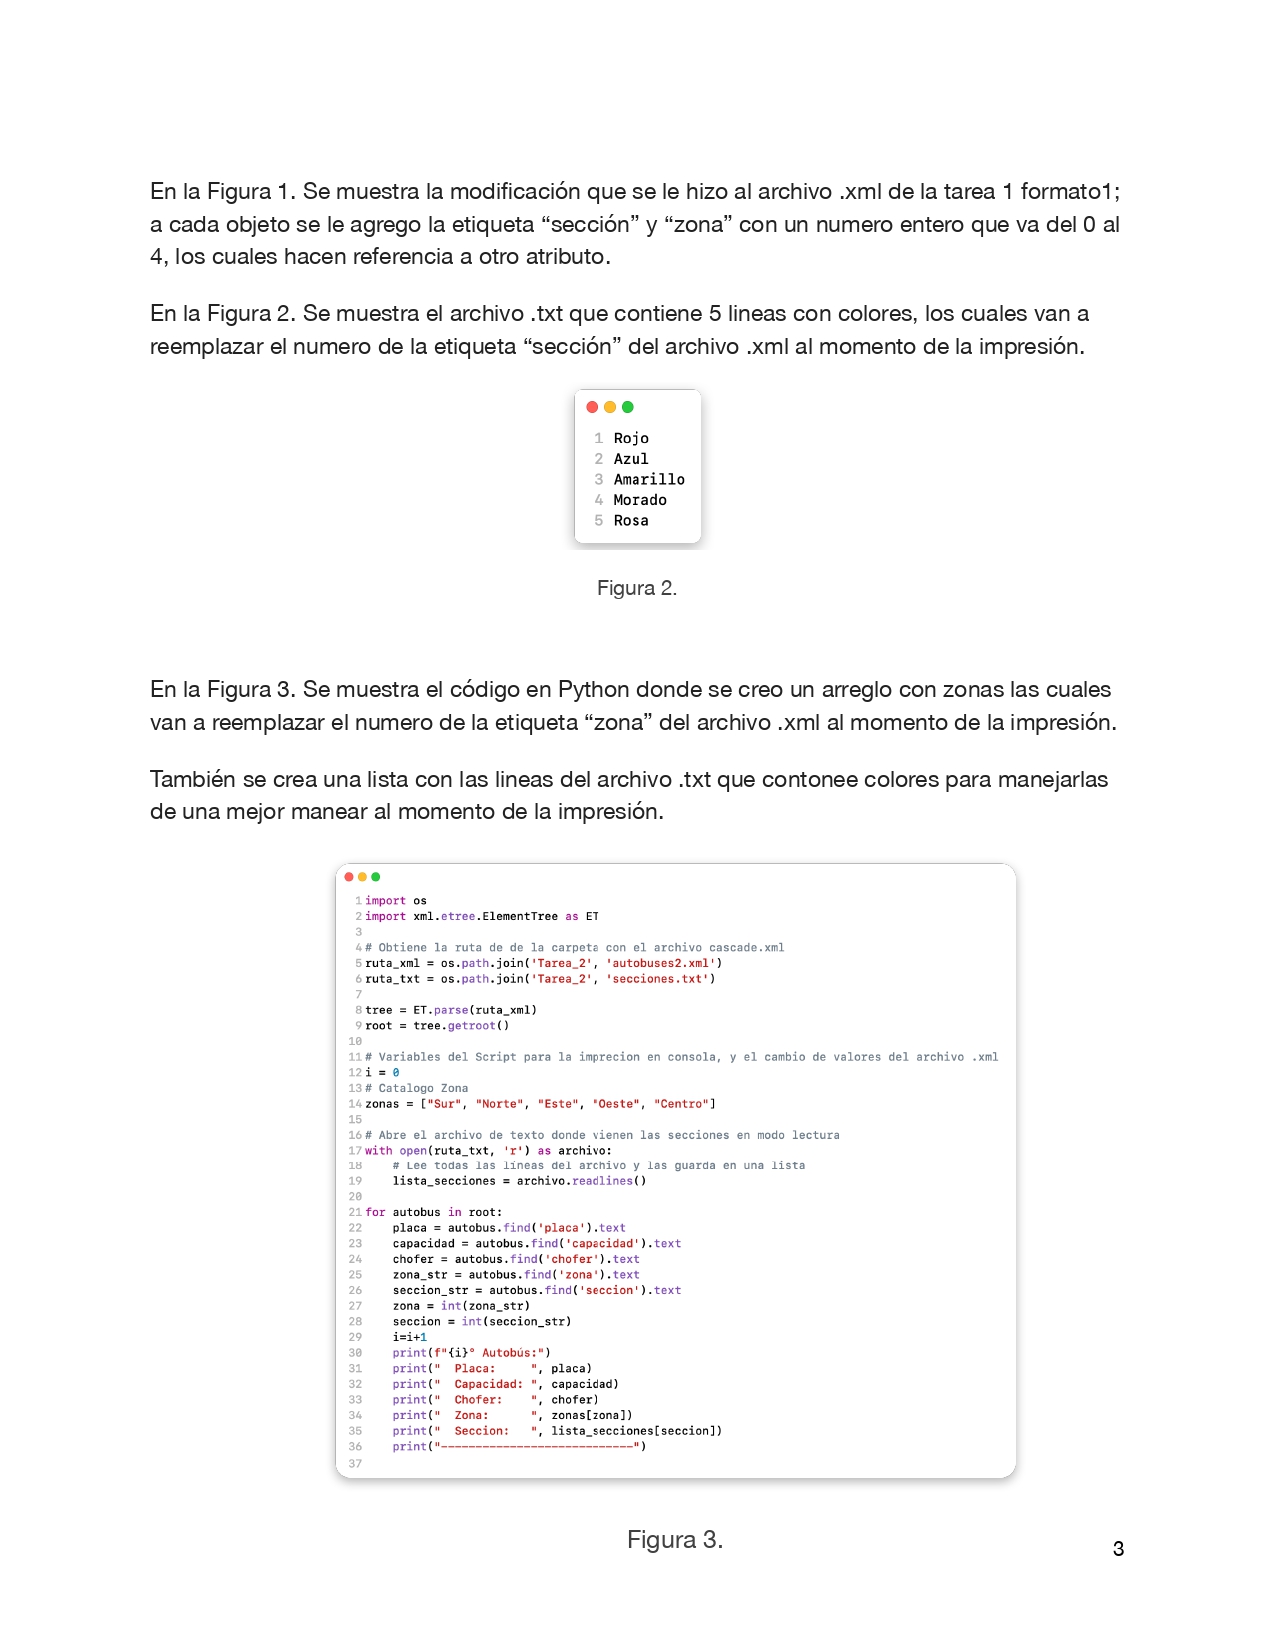 En la Figura 1. Se muestra la modificación que se le hizo al archivo .xml de la tarea 1 formato1;
a cada objeto se le agrego la etiqueta “sección” y “zona” con un numero entero que va del 0 al
4, los cuales hacen referencia a otro atributo.
En la Figura 2. Se muestra el archivo .txt que contiene 5 lineas con colores, los cuales van a
reemplazar el numero de la etiqueta “sección” del archivo .xml al momento de la impresión.
1 Rojo
2 Azul
3 Amarillo
4 Morado
5 Rosa
Figura 2.
En la Figura 3. Se muestra el código en Python donde se creo un arreglo con zonas las cuales
van a reemplazar el numero de la etiqueta “zona” del archivo .xml al momento de la impresión.
También se crea una lista con las lineas del archivo .txt que contonee colores para manejarlas
de una mejor manear al momento de la impresión.
1 import os
2 import xml.etree.ElementTree as ET
3
4 # Obtiene la ruta de de la carpeta con el archivo cascade.xml
5 ruta_xml = os.path.join('Tarea_2', 'autobuses2.xml')
6 ruta_txt = os.path.join('Tarea_2', 'secciones.txt')
7
8 tree = ET.parse(ruta_xml)
9 root = tree.getroot()
10
11 # Variables del Script para la imprecion en consola, y el cambio de valores del archivo .xml
12 i = 0
13 # Catalogo Zona
14 zonas = ["Sur", "Norte", "Este", "Oeste", "Centro"]
15
16 # Abre el archivo de texto donde vienen las secciones en modo lectura
17 with open(ruta_txt, 'r') as archivo:
18     # Lee todas las líneas del archivo y las guarda en una lista
19     lista_secciones = archivo.readlines()
20
21 for autobus in root:
22     placa = autobus.find('placa').text
23     capacidad = autobus.find('capacidad').text
24     chofer = autobus.find('chofer').text
25     zona_str = autobus.find('zona').text
26     seccion_str = autobus.find('seccion').text
27     zona = int(zona_str)
28     seccion = int(seccion_str)
29     i=i+1
30     print(f"{i}° Autobús:")
31     print("  Placa:     ", placa)
32     print("  Capacidad: ", capacidad)
33     print("  Chofer:    ", chofer)
34     print("  Zona:      ", zonas[zona])
35     print("  Seccion:   ", lista_secciones[seccion])
36     print("----------------------------")
37
Figura 3.
3